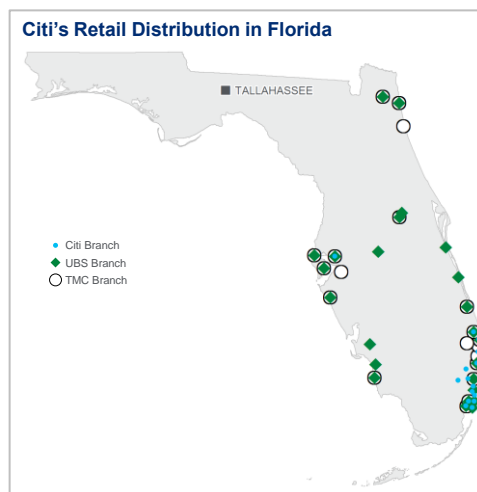 Citi's Retail Distribution in Florida
TALLAHASSEE
Citi Branch
UBS Branch
TMC Branch